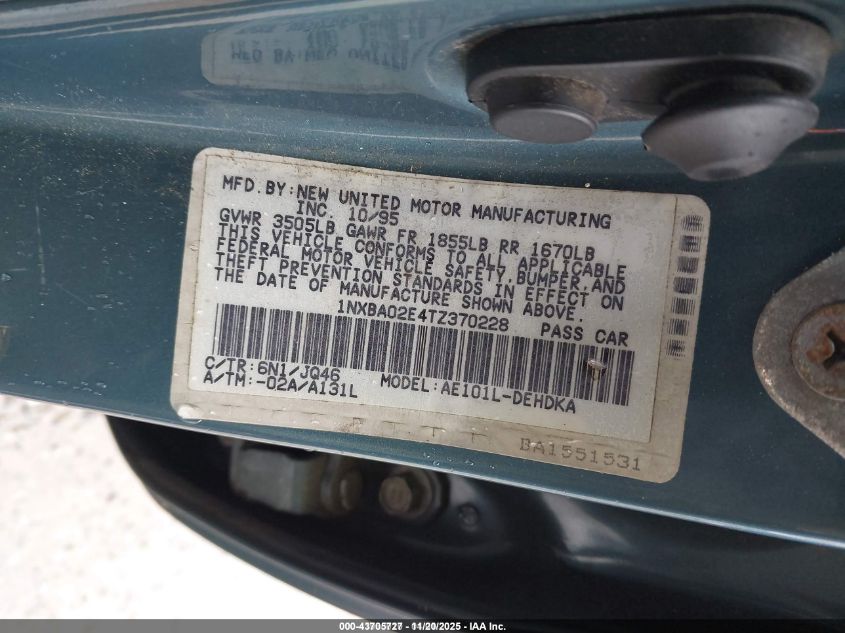 MFD.BY:NEW UNITED MOTOR MANUFACTURING
INC. 10/95
GVWR 3505LB GAWR FR 1855LB RR 1670LB
THIS VEHICLE CONFORMS TO ALL APPLICABLE
FEDERAL MOTOR VEHICLE SAFETY,BUMPER,AND
THEFT PREVENTION STANDARDS IN EFFECT ON
THE DATE OF MANUFACTURE SHOWN ABOVE.
1NXBA02E4TZ370228 PASS CAR
C/TR:6N1/JQ46
A/TM:-02A/A131L MODEL:AE101L-DEHDKA
BA1551531
000-43705727 - 11/20/2025 - IAA Inc.